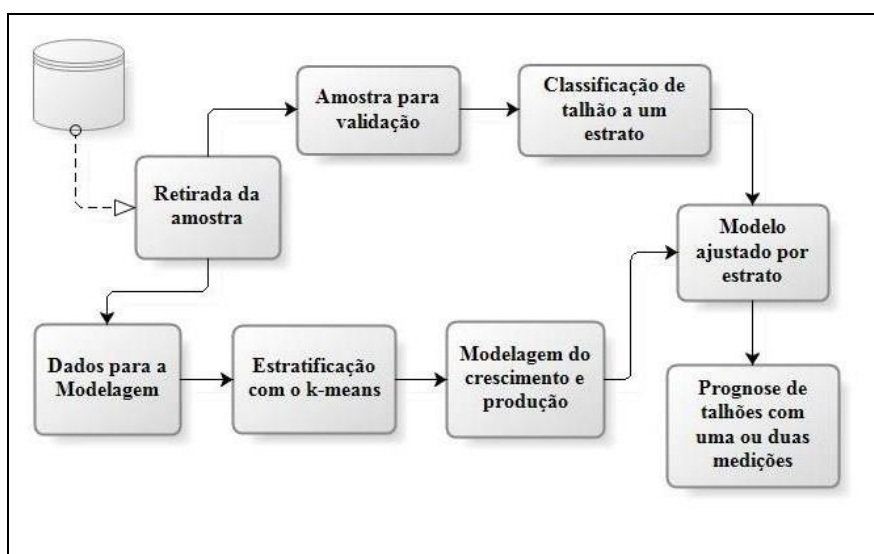 Amostra para
validação
Classificação de
talhão a um
estrato
Retirada da
amostra
Modelo
ajustado por
estrato
Dados para a
Modelagem
Estratificação
com o k-means
Modelagem do
crescimento e
produção
Prognose de
talhões com
uma ou duas
medições